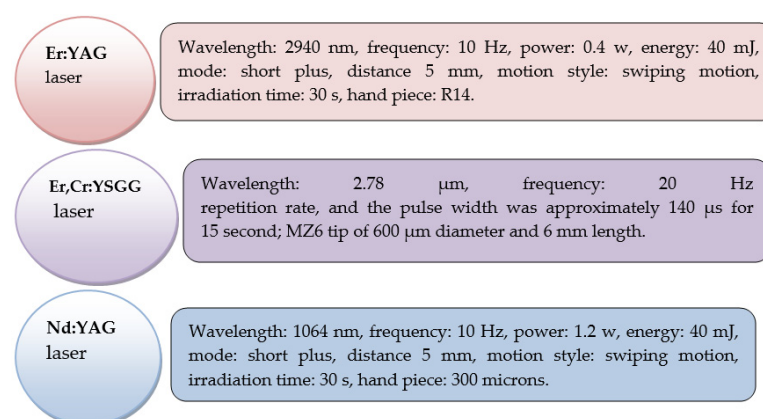 Er:YAG
laser
Wavelength: 2940 nm, frequency: 10 Hz, power: 0.4 w, energy: 40 mJ,
mode: short plus, distance 5 mm, motion style: swiping motion,
irradiation time: 30 s, hand piece: R14.
Er,Cr:YSGG
laser
Wavelength: 2.78 μm, frequency: 20 Hz
repetition rate, and the pulse width was approximately 140 μs for
15 second; MZ6 tip of 600 μm diameter and 6 mm length.
Nd:YAG
laser
Wavelength: 1064 nm, frequency: 10 Hz, power: 1.2 w, energy: 40 mJ,
mode: short plus, distance 5 mm, motion style: swiping motion,
irradiation time: 30 s, hand piece: 300 microns.